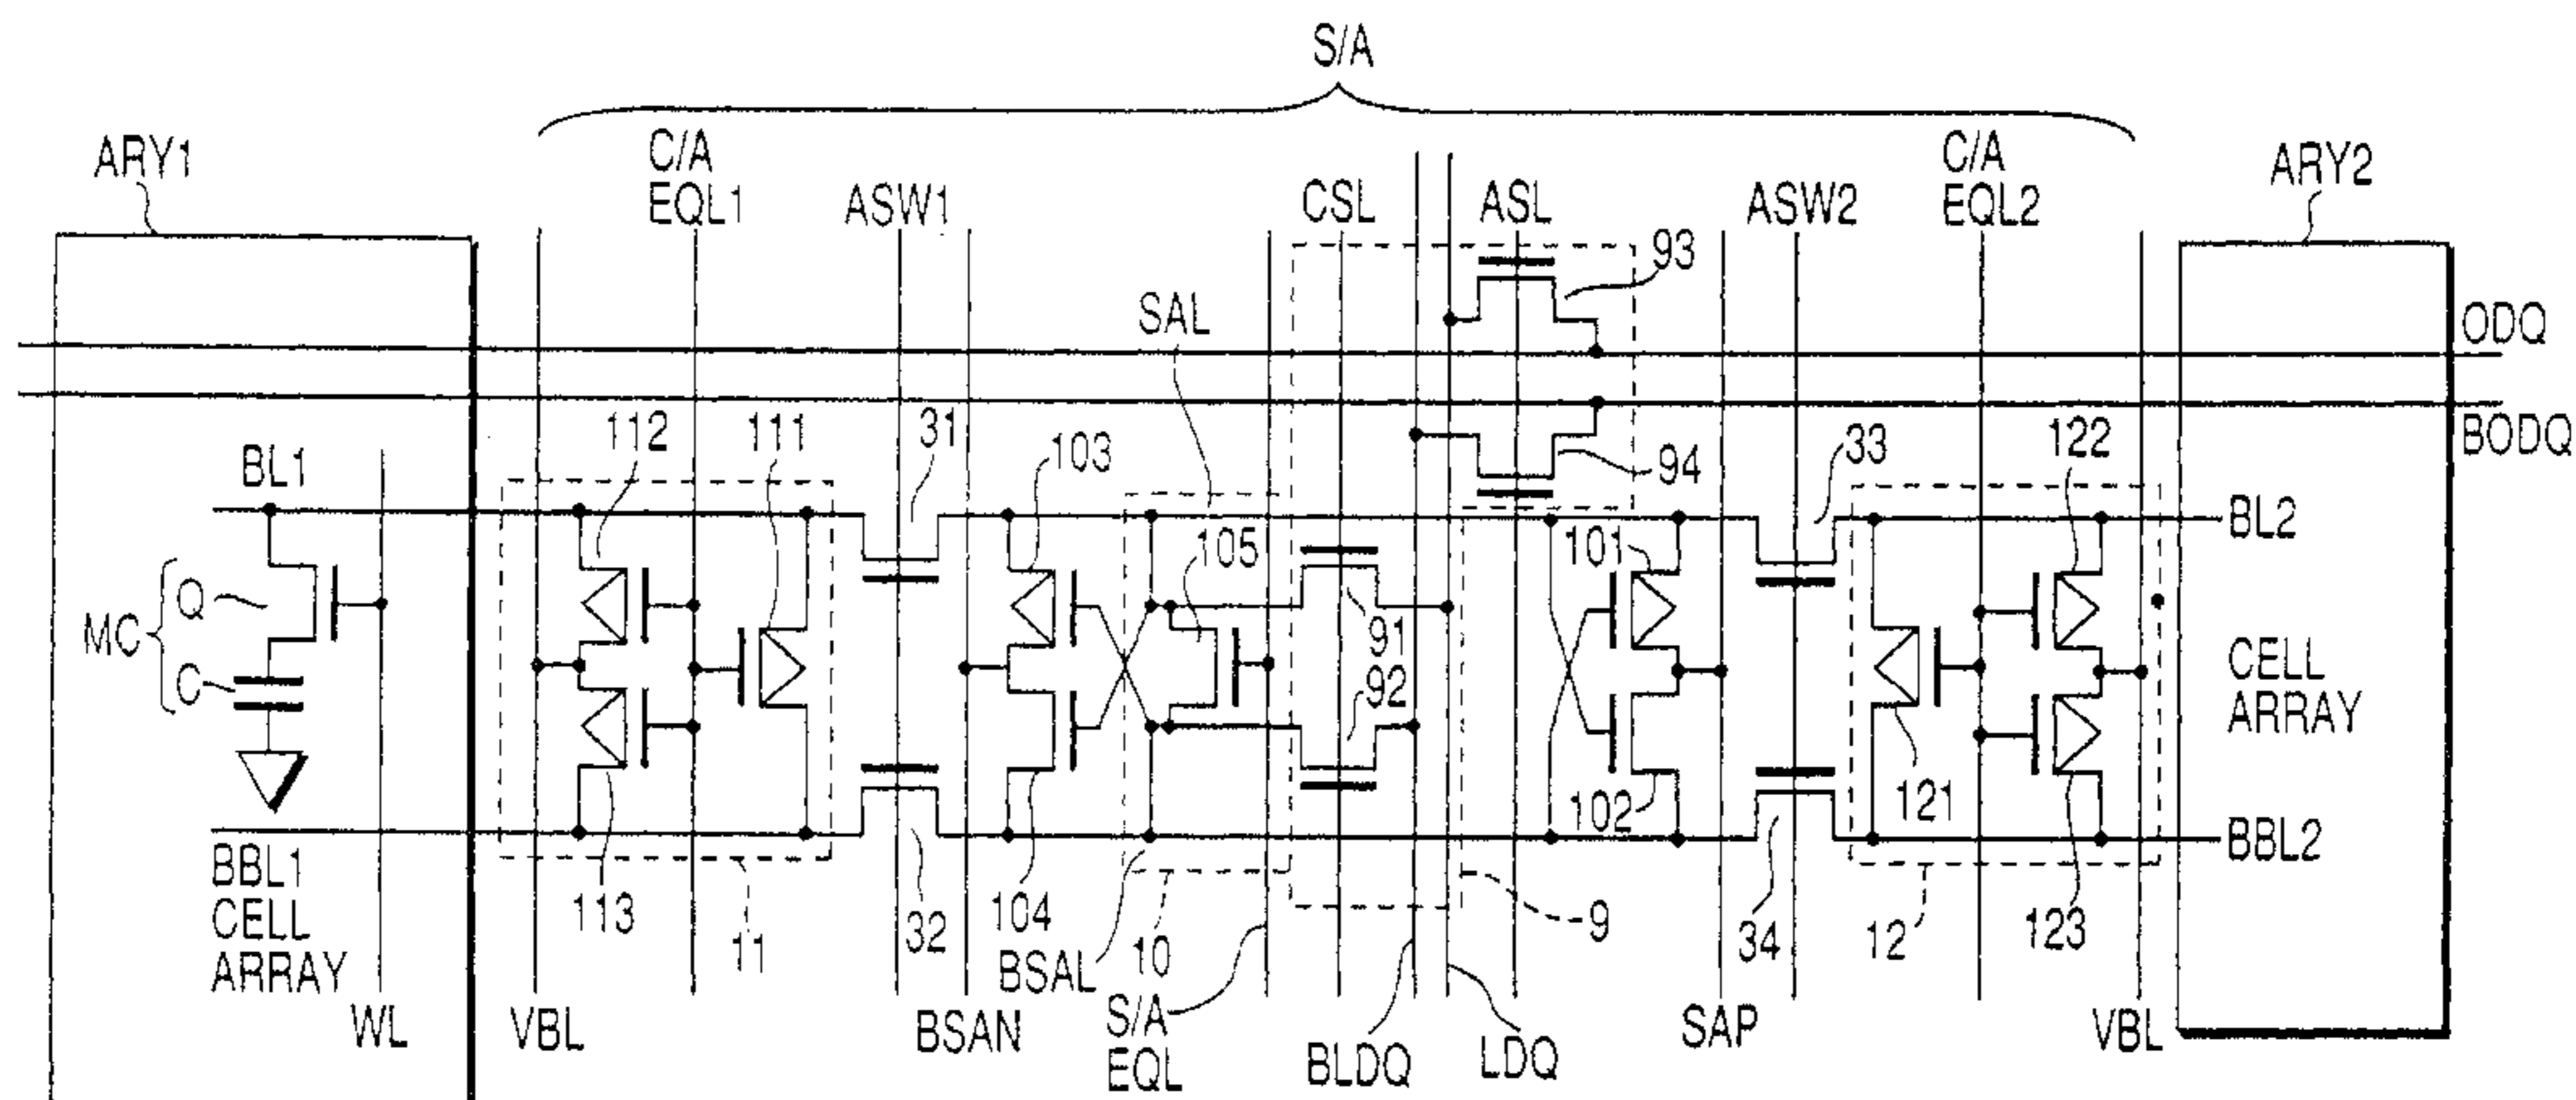 S/A
ARY1
C/A
EQL1
ASW1
CSL
ASL
ASW2
C/A
EQL2
ARY2
93
SAL
ODQ
BODQ
BL1
112
111
31
103
94
33
122
105
101
BL2
MC
Q
C
91
92
CELL
ARRAY
102
121
BBL2
BBL1
CELL
ARRAY
113
11
32
104
BSAL
10
9
34
12
123
WL
VBL
BSAN
S/A
EQL
BLDQ
LDQ
SAP
VBL